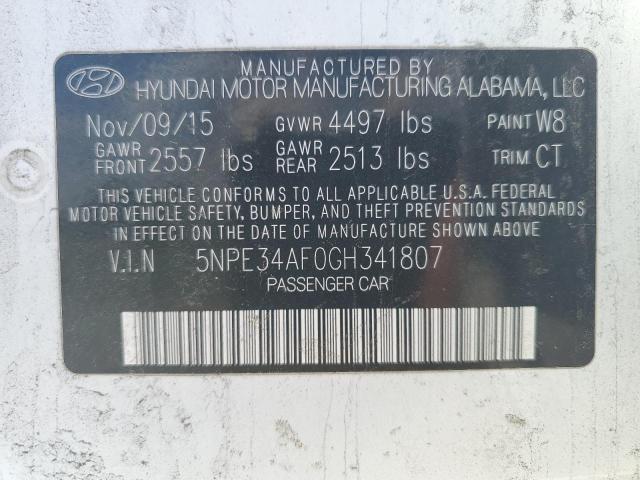 MANUFACTURED BY
HYUNDAI MOTOR MANUFACTURING ALABAMA, LLC
Nov/09/15 GVWR 4497 lbs PAINT W8
GAWR FRONT 2557 lbs GAWR REAR 2513 lbs TRIM CT
THIS VEHICLE CONFORMS TO ALL APPLICABLE U.S.A. FEDERAL
MOTOR VEHICLE SAFETY, BUMPER, AND THEFT PREVENTION STANDARDS
IN EFFECT ON THE DATE OF MANUFACTURE SHOWN ABOVE.
V.I.N 5NPE34AF0GH341807
PASSENGER CAR